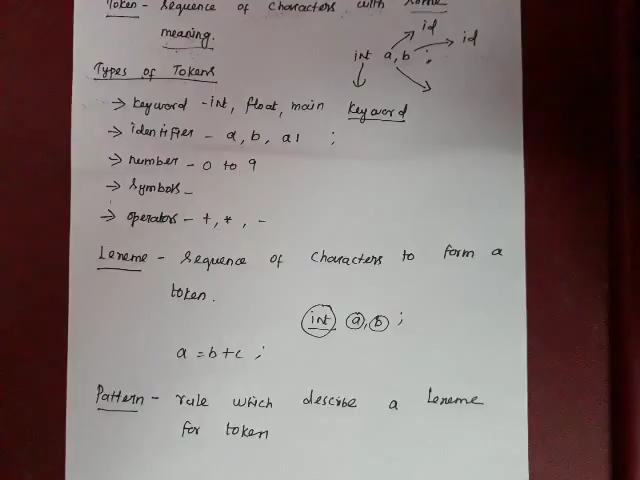 Token - Sequence of Characters with some
meaning.
id
id
int a, b ;
Types of Tokens
→ keyword - int, float, main
keyword
→ identifier - a, b, a1 ;
→ number - 0 to 9
→ Symbols -
→ operators - +, *, -
Lexeme - Sequence of Characters to form a
token.
int a, b ;
a = b + c ;
Pattern - rule which describe a Lexeme
for token